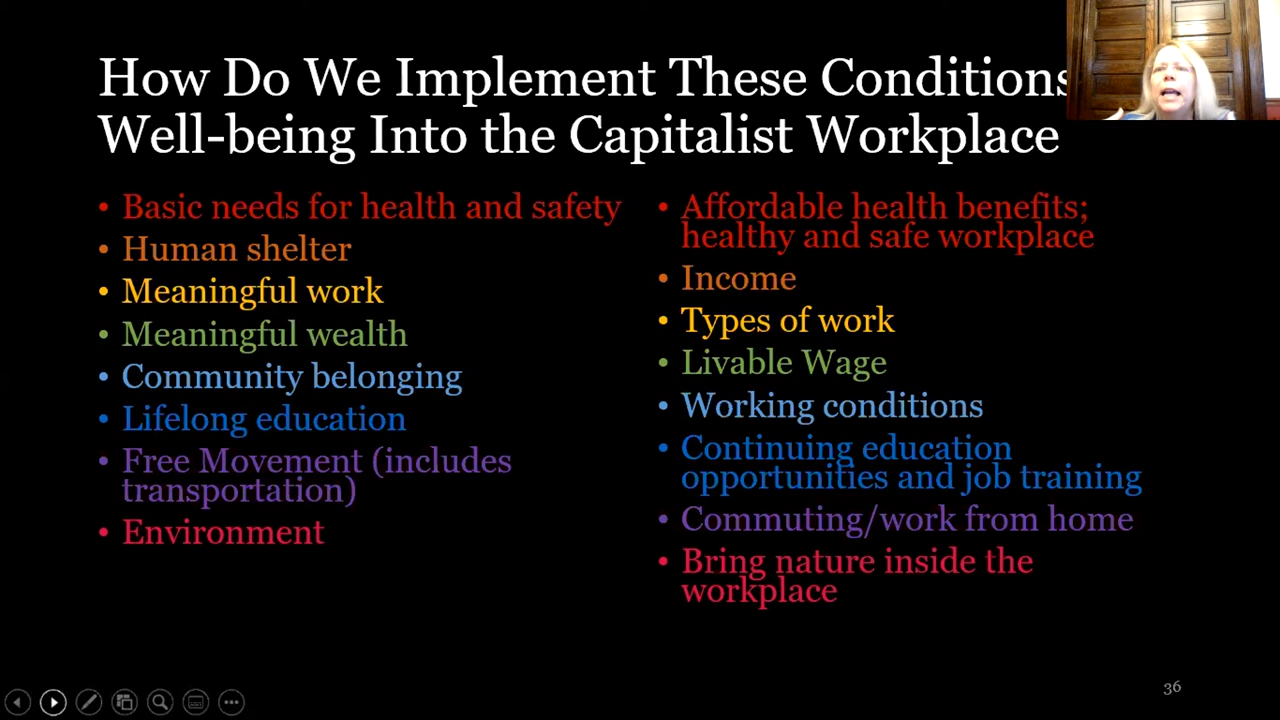 How Do We Implement These Conditions
Well-being Into the Capitalist Workplace
• Basic needs for health and safety
• Human shelter
• Meaningful work
• Meaningful wealth
• Community belonging
• Lifelong education
• Free Movement (includes
transportation)
• Environment
• Affordable health benefits;
healthy and safe workplace
• Income
• Types of work
• Livable Wage
• Working conditions
• Continuing education
opportunities and job training
• Commuting/work from home
• Bring nature inside the
workplace
36